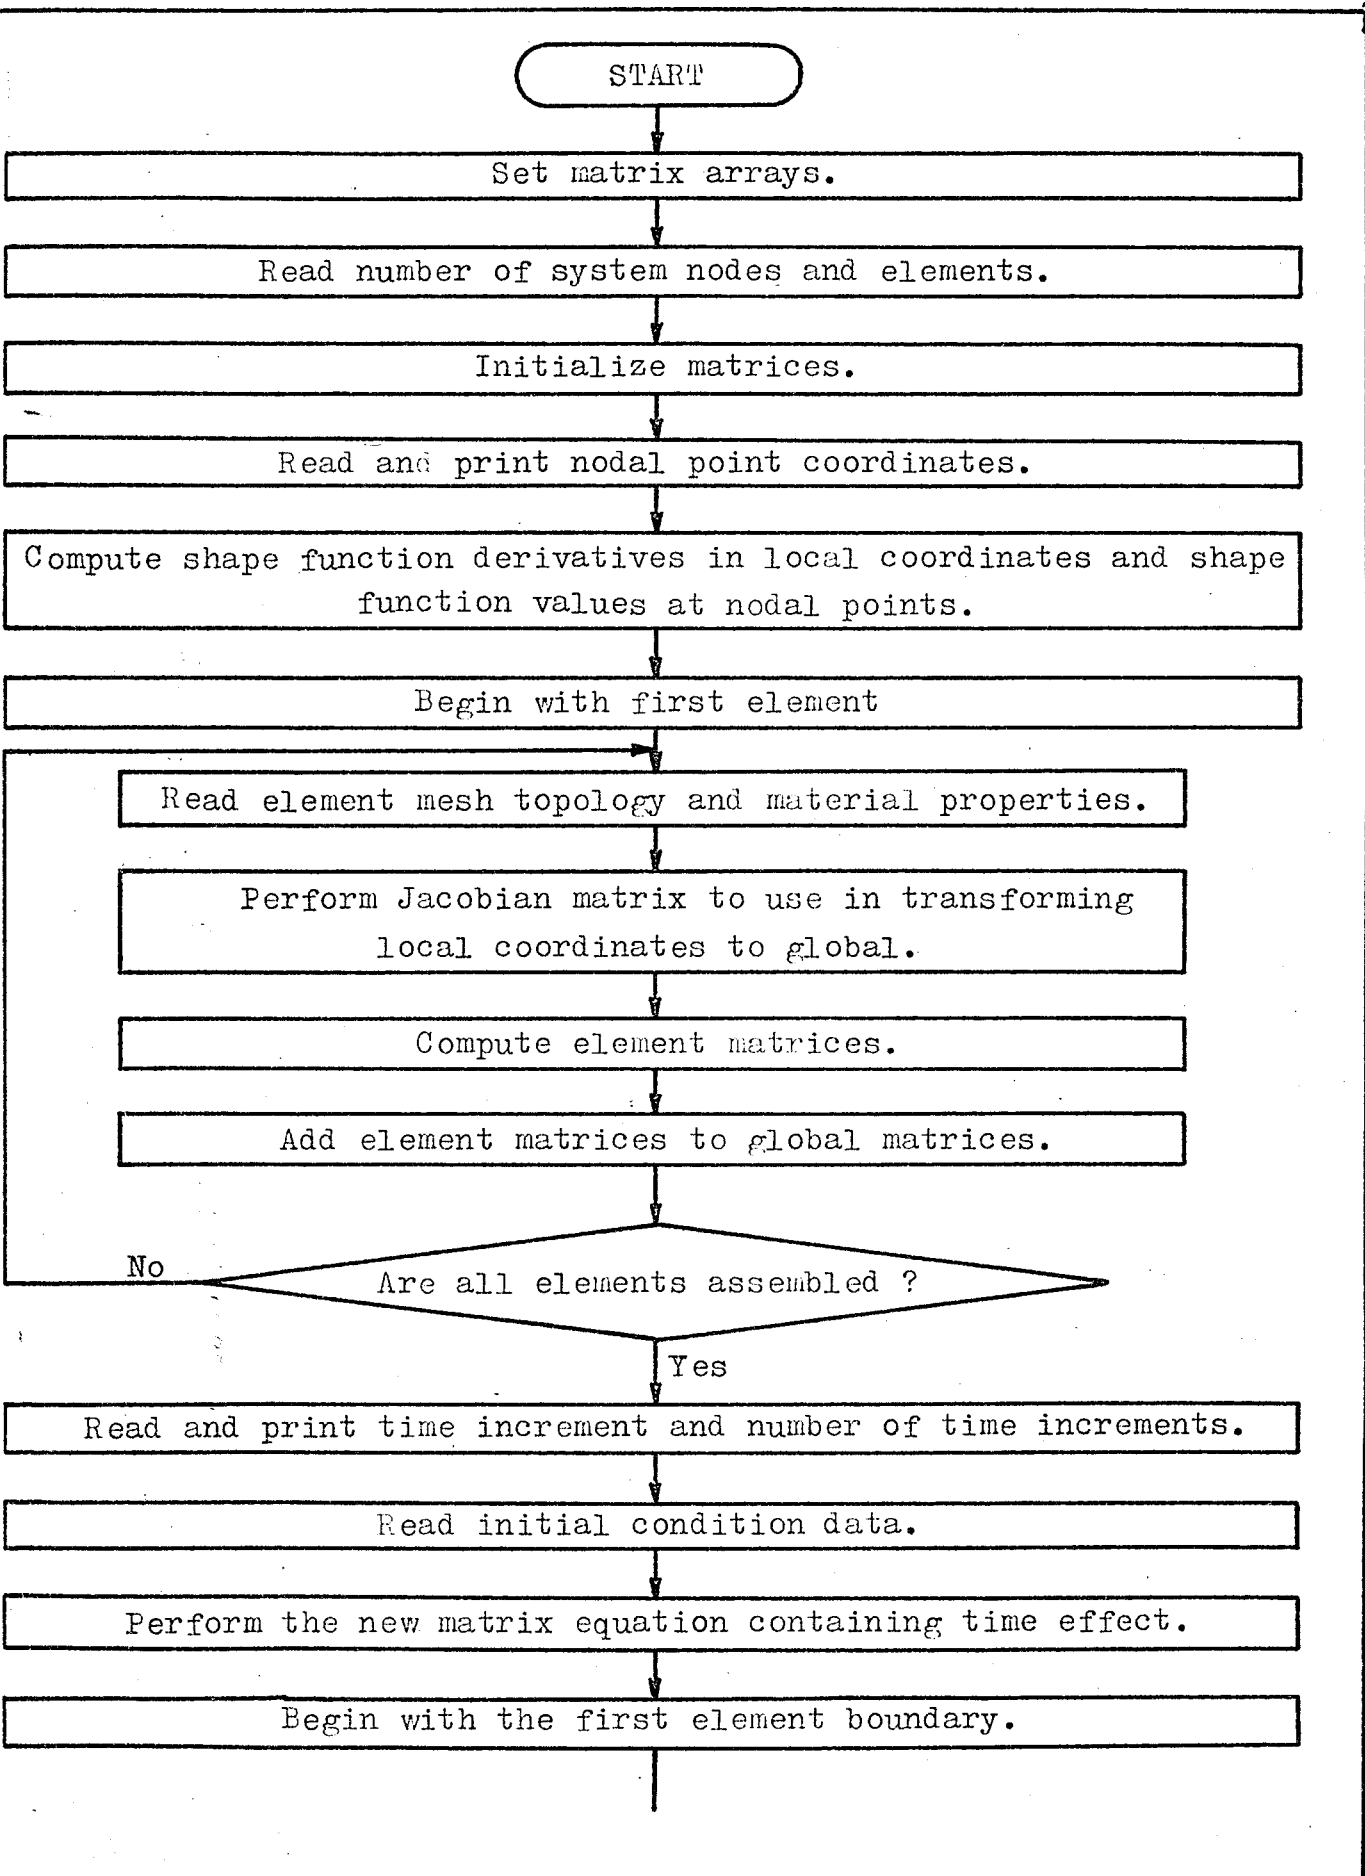 START
Set matrix arrays.
Read number of system nodes and elements.
Initialize matrices.
Read and print nodal point coordinates.
Compute shape function derivatives in local coordinates and shape
function values at nodal points.
Begin with first element
Read element mesh topology and material properties.
Perform Jacobian matrix to use in transforming
local coordinates to global.
Compute element matrices.
Add element matrices to global matrices.
No
Are all elements assembled ?
Yes
Read and print time increment and number of time increments.
Read initial condition data.
Perform the new matrix equation containing time effect.
Begin with the first element boundary.